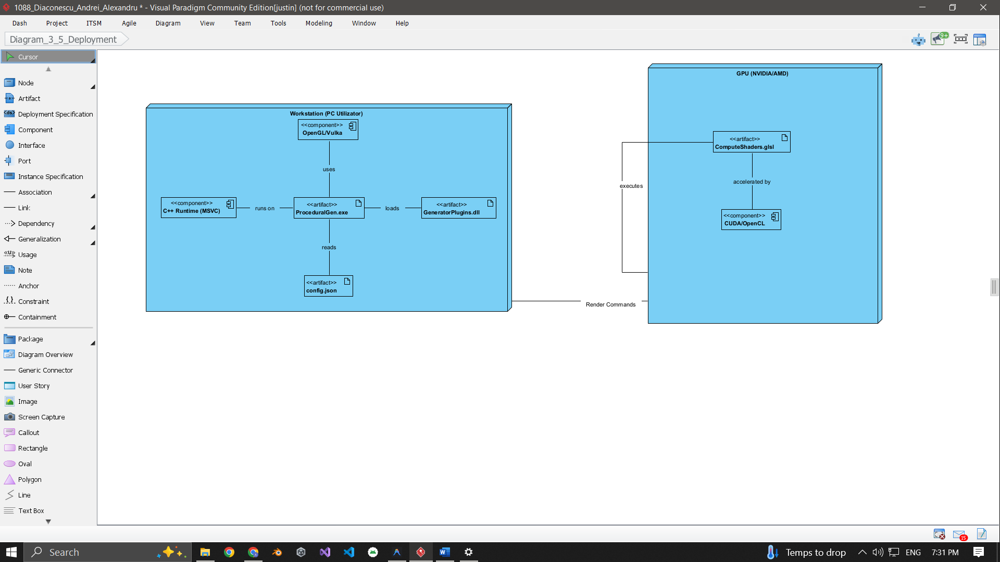 1088_Diaconescu_Andrei_Alexandru * - Visual Paradigm Community Edition[justin] (not for commercial use)
Dash Project ITSM Agile Diagram View Team Tools Modeling Window Help
Diagram_3_5_Deployment
9+
Cursor
Node
Artifact
Deployment Specification
Component
Interface
Port
Instance Specification
Association
Link
Dependency
Generalization
Usage
Note
Anchor
Constraint
Containment
Package
Diagram Overview
Generic Connector
User Story
Image
Screen Capture
Callout
Rectangle
Oval
Polygon
Line
Text Box
Workstation (PC Utilizator)
<<component>>
OpenGL/Vulka
uses
<<component>>
C++ Runtime (MSVC)
runs on
<<artifact>>
ProceduralGen.exe
loads
<<artifact>>
GeneratorPlugins.dll
reads
<<artifact>>
config.json
Render Commands
GPU (NVIDIA/AMD)
<<artifact>>
ComputeShaders.glsl
executes
accelerated by
<<component>>
CUDA/OpenCL
15
Search
Temps to drop
ENG
7:31 PM